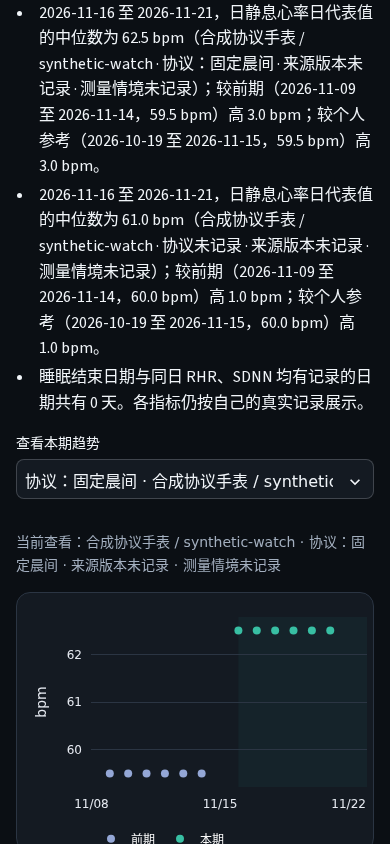 2026-11-16 至 2026-11-21，日静息心率日代表值
的中位数为 62.5 bpm（合成协议手表 /
synthetic-watch · 协议：固定晨间 · 来源版本未
记录 · 测量情境未记录）；较前期（2026-11-09
至 2026-11-14，59.5 bpm）高 3.0 bpm；较个人
参考（2026-10-19 至 2026-11-15，59.5 bpm）高
3.0 bpm。
2026-11-16 至 2026-11-21，日静息心率日代表值
的中位数为 61.0 bpm（合成协议手表 /
synthetic-watch · 协议未记录 · 来源版本未记录 ·
测量情境未记录）；较前期（2026-11-09 至
2026-11-14，60.0 bpm）高 1.0 bpm；较个人参
考（2026-10-19 至 2026-11-15，60.0 bpm）高
1.0 bpm。
睡眠结束日期与同日 RHR、SDNN 均有记录的日
期共有 0 天。各指标仍按自己的真实记录展示。
查看本期趋势
协议：固定晨间 · 合成协议手表 / synthetic
当前查看：合成协议手表 / synthetic-watch · 协议：固
定晨间 · 来源版本未记录 · 测量情境未记录
62
61
bpm
60
11/08 11/15 11/22
前期 本期